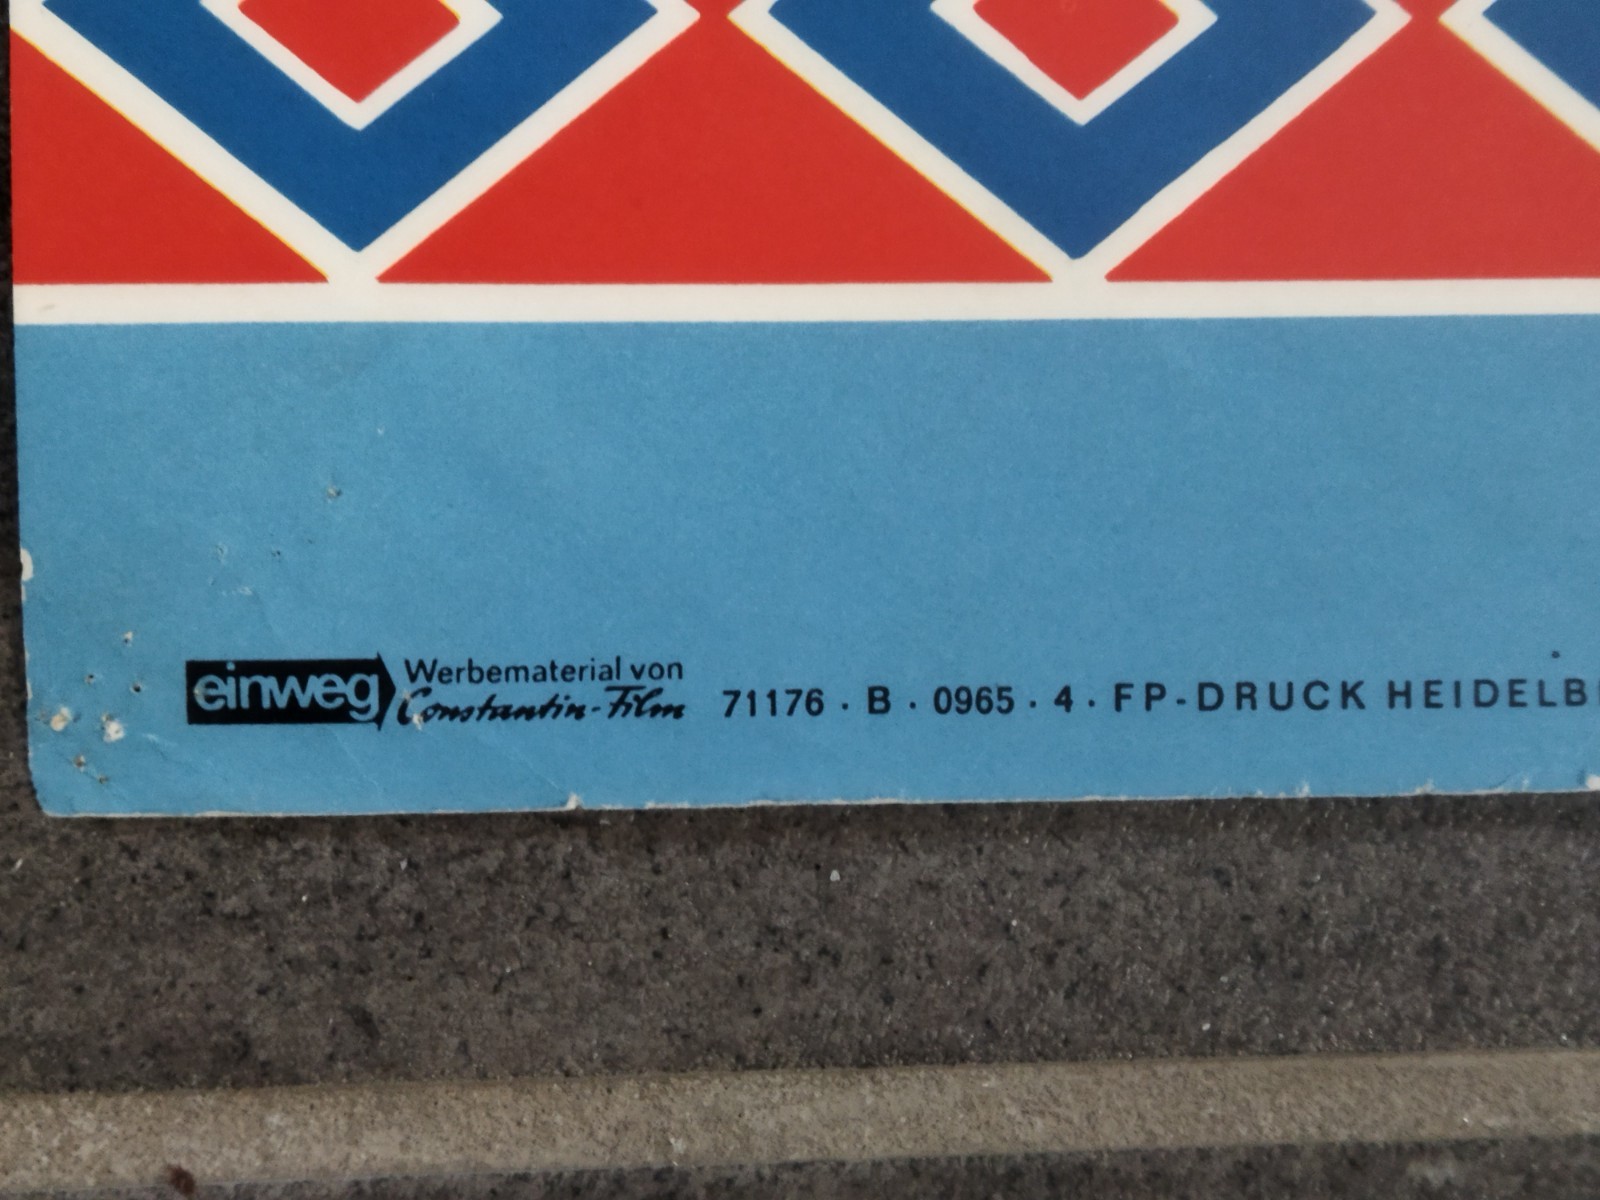 einweg
Werbematerial von
Constantin-Film
71176 · B · 0965 · 4 · FP-DRUCK HEIDELB